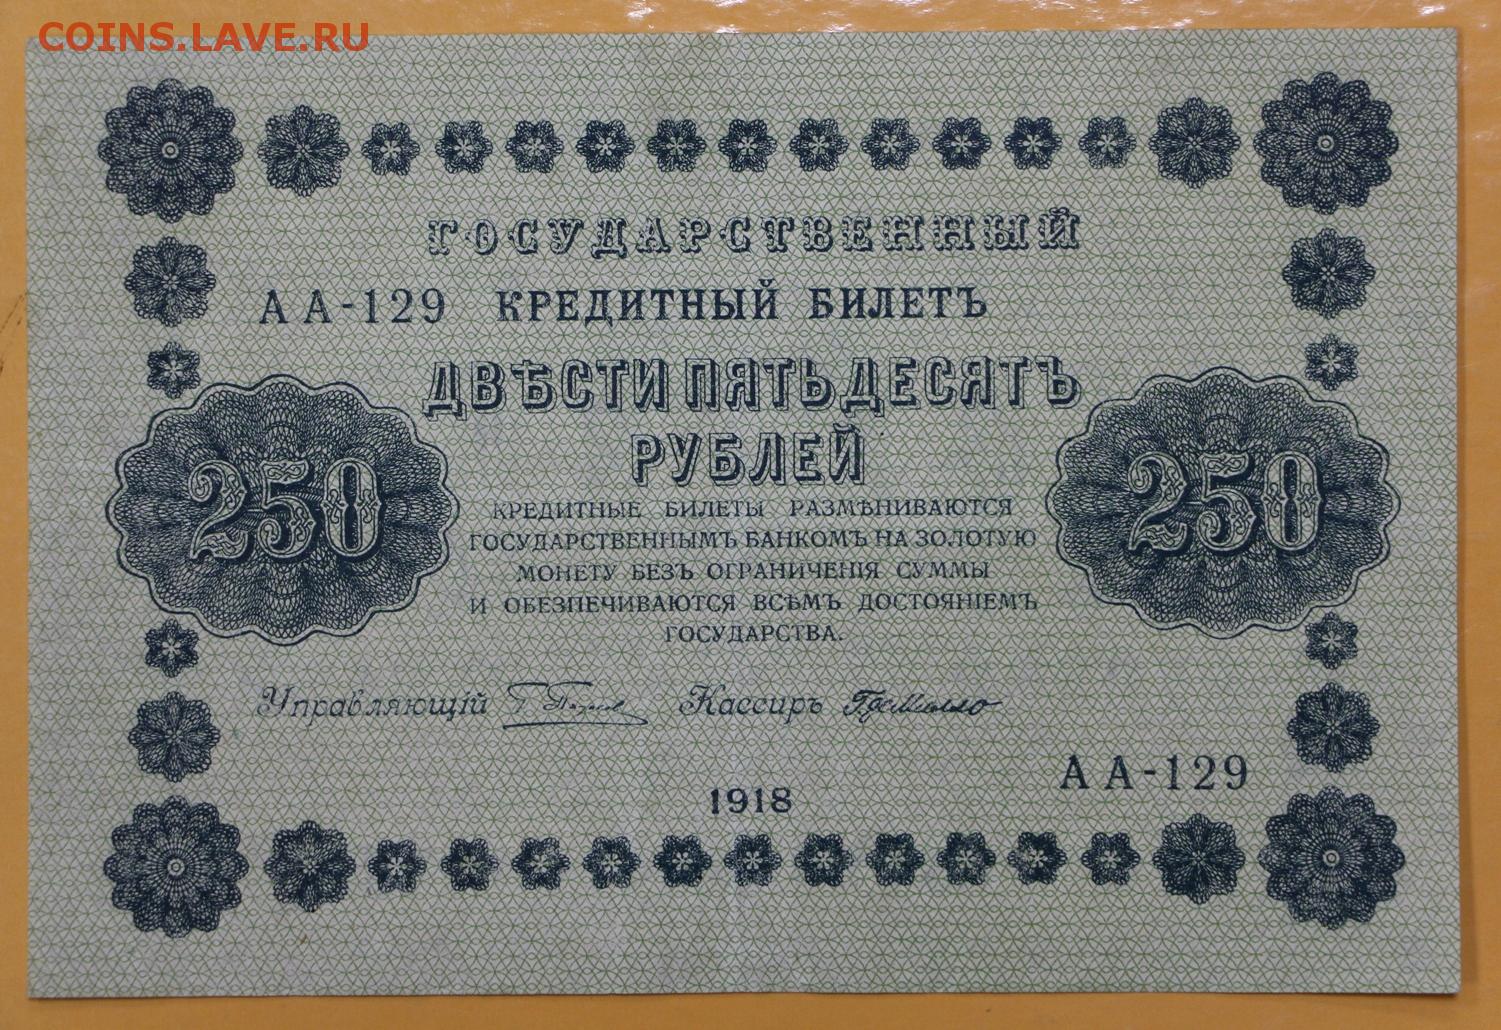 COINS.LAVE.RU
ГОСУДАРСТВЕННЫЙ
АА-129 КРЕДИТНЫЙ БИЛЕТЪ
ДВѢСТИ ПЯТЬДЕСЯТЪ
РУБЛЕЙ
250 250
КРЕДИТНЫЕ БИЛЕТЫ РАЗМѢНИВАЮТСЯ
ГОСУДАРСТВЕННЫМЪ БАНКОМЪ НА ЗОЛОТУЮ
МОНЕТУ БЕЗЪ ОГРАНИЧЕНІЯ СУММЫ
И ОБЕЗПЕЧИВАЮТСЯ ВСѢМЪ ДОСТОЯНІЕМЪ
ГОСУДАРСТВА.
Управляющій Кассиръ
АА-129
1918